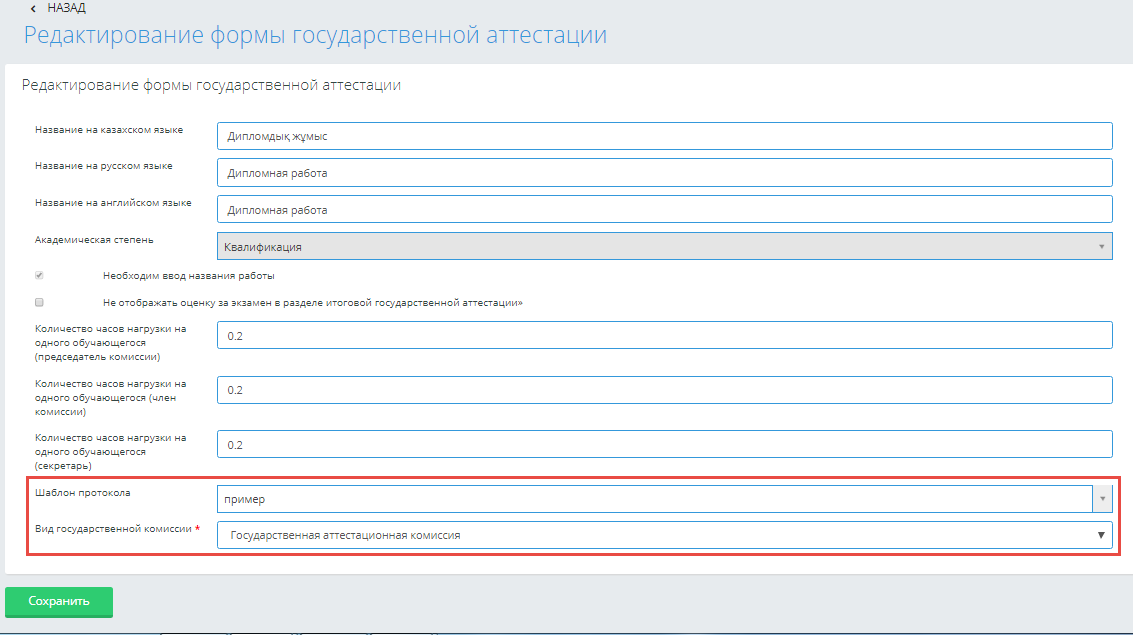 НАЗАД
Редактирование формы государственной аттестации
Редактирование формы государственной аттестации
Название на казахском языке
Дипломдық жұмыс
Название на русском языке
Дипломная работа
Название на английском языке
Дипломная работа
Академическая степень
Квалификация
Необходим ввод названия работы
Не отображать оценку за экзамен в разделе итоговой государственной аттестации»
Количество часов нагрузки на
одного обучающегося
(председатель комиссии)
0.2
Количество часов нагрузки на
одного обучающегося (член
комиссии)
0.2
Количество часов нагрузки на
одного обучающегося
(секретарь)
0.2
Шаблон протокола
пример
Вид государственной комиссии *
Государственная аттестационная комиссия
Сохранить